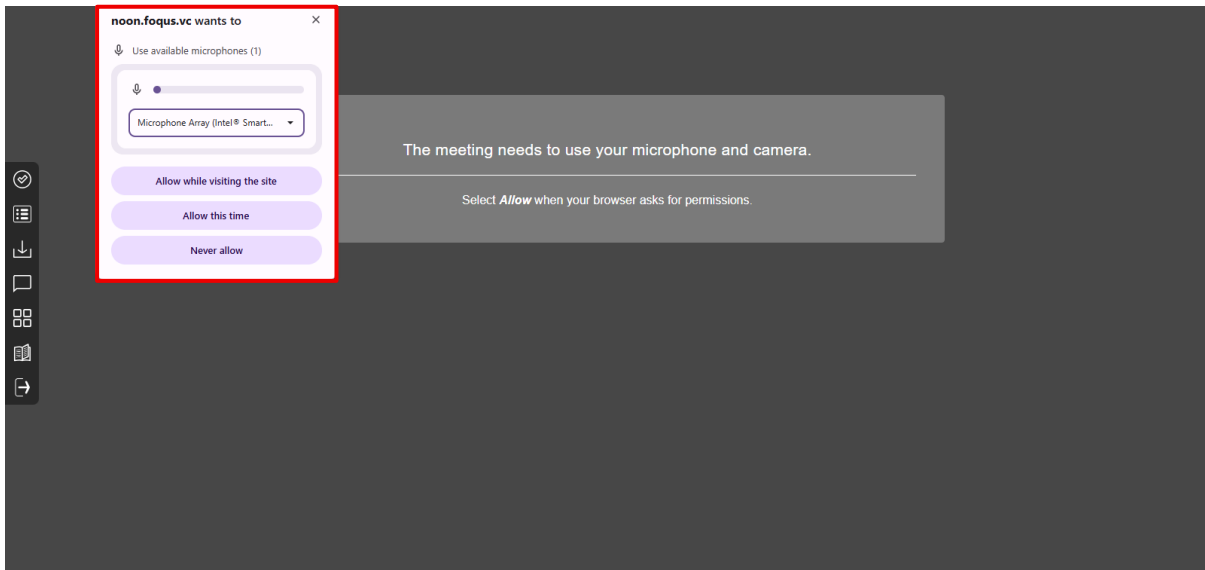 noon.foqus.vc wants to
Use available microphones (1)
Microphone Array (Intel® Smart...
Allow while visiting the site
Allow this time
Never allow
The meeting needs to use your microphone and camera.
Select Allow when your browser asks for permissions.